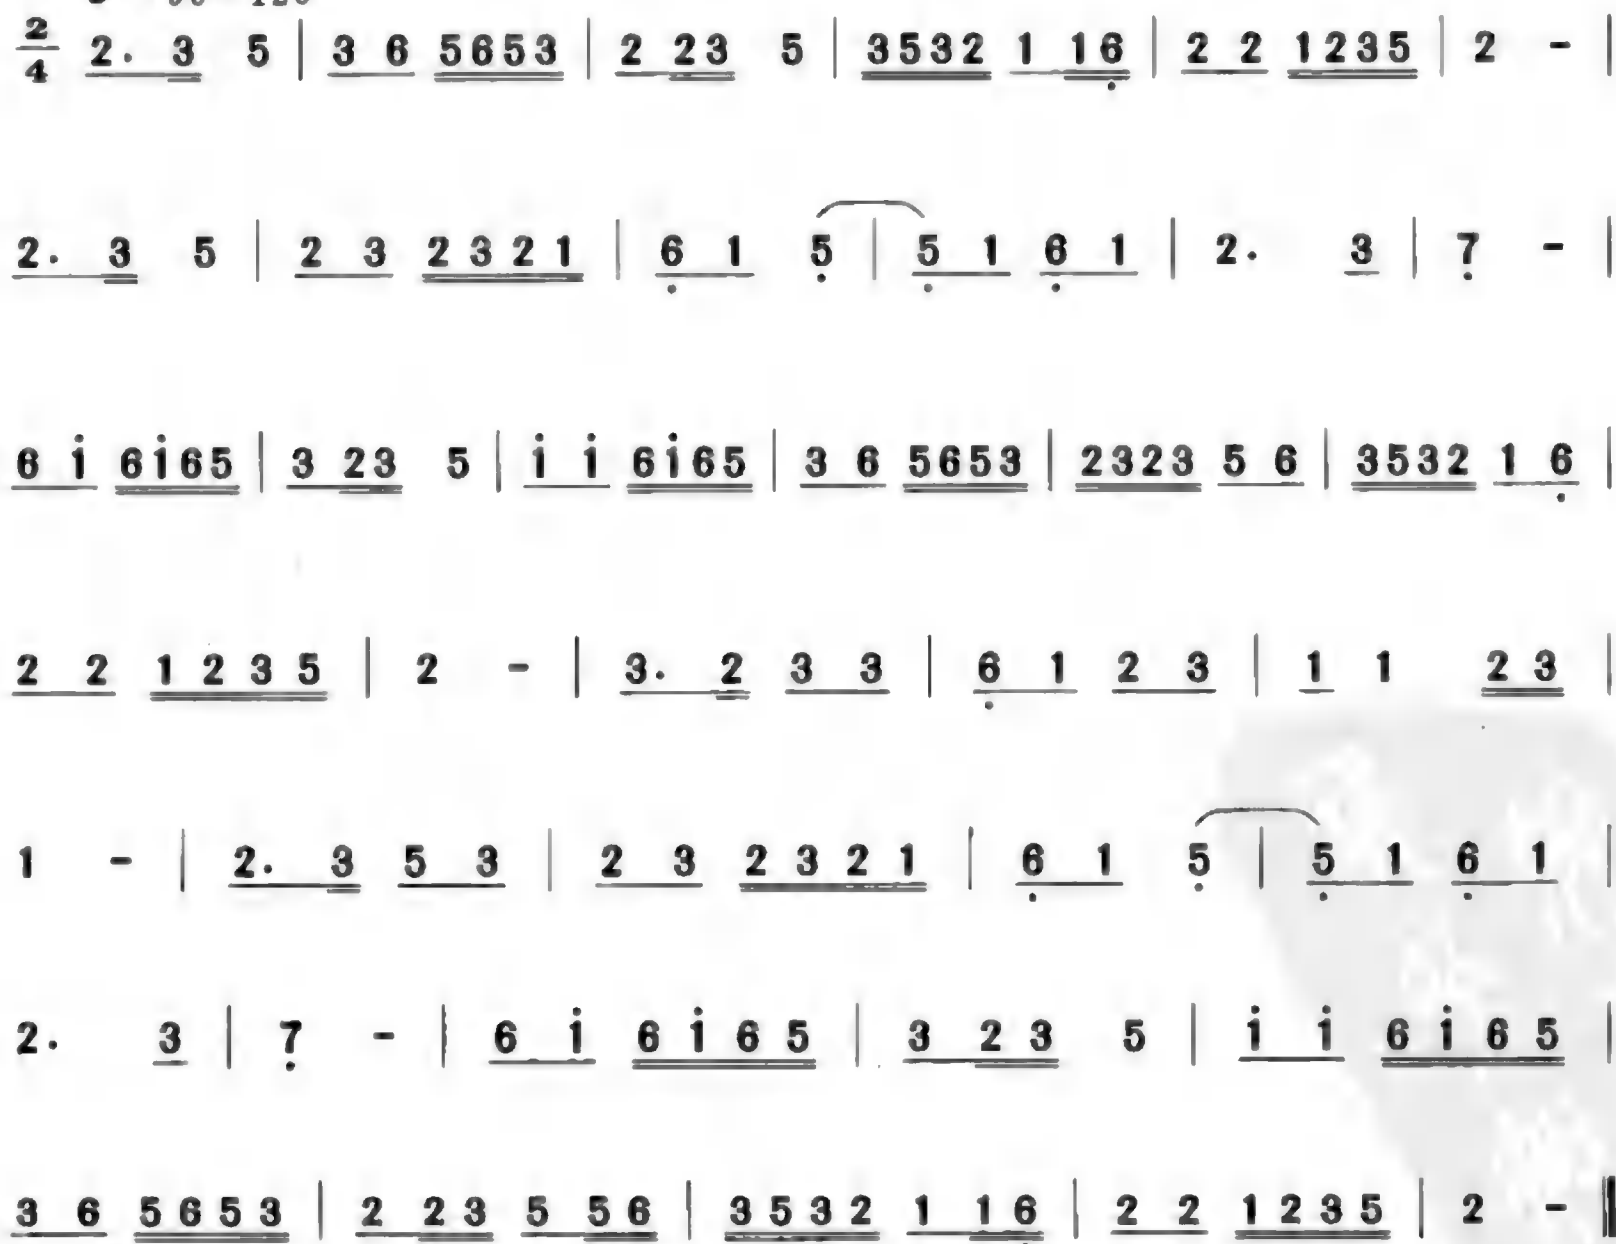 2/4 2. 3 5 | 3 6 5653 | 2 23 5 | 3532 1 16̣ | 2 2 1235 | 2 - |
2. 3 5 | 2 3 2321 | 6̣ 1 5̣ | 5̣ 1 6̣ 1 | 2. 3 | 7̣ - |
6 i 6i65 | 3 23 5 | i i 6i65 | 3 6 5653 | 2323 5 6 | 3532 1 6̣ |
2 2 1235 | 2 - | 3. 2 3 3 | 6̣ 1 2 3 | 1 1 23 |
1 - | 2. 3 5 3 | 2 3 2321 | 6̣ 1 5̣ | 5̣ 1 6̣ 1 |
2. 3 | 7̣ - | 6 i 6i65 | 3 23 5 | i i 6i65 |
3 6 5653 | 2 23 5 56 | 3532 1 16 | 2 2 1235 | 2 - ‖